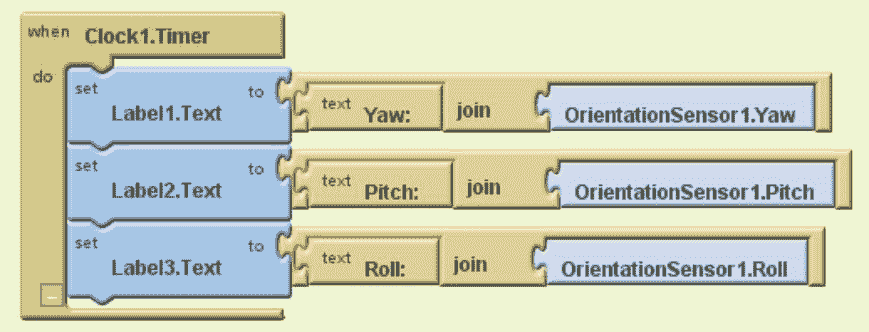 when Clock1.Timer
do
set Label1.Text to text Yaw: join OrientationSensor1.Yaw
set Label2.Text to text Pitch: join OrientationSensor1.Pitch
set Label3.Text to text Roll: join OrientationSensor1.Roll